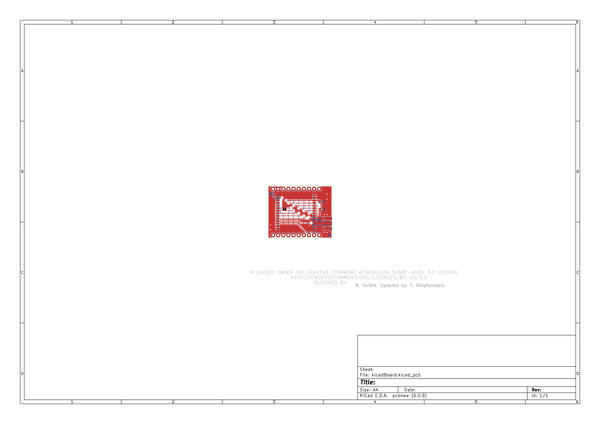 1 2 3 4 5 6
A A
B B
RELEASED UNDER THE CREATIVE COMMONS ATTRIBUTION SHARE-ALIKE 3.0 LICENSE
C C
HTTP://CREATIVECOMMONS.ORG/LICENSES/BY-SA/3.0
DESIGNED BY: N. Seidle, Updated by: T. Klopfenstein
Sheet:
File: kicadBoard.kicad_pcb
D D
Title:
Size: A4 Date: Rev:
KiCad E.D.A. pcbnew (6.0.9) Id: 1/1
1 2 3 4 5 6